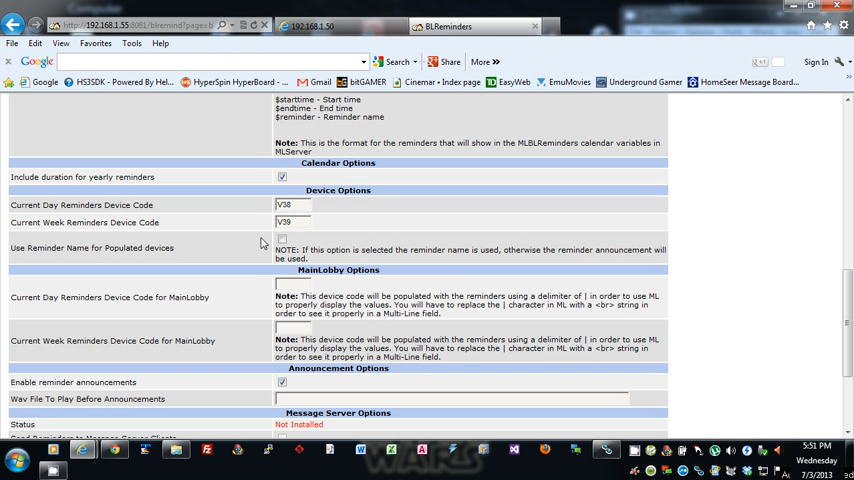 http://192.168.1.55:8081/blremind?page=b
192.168.1.50
BLReminders
File Edit View Favorites Tools Help
Google Search Share More >> Sign In
Google HS3SDK - Powered By Hel... HyperSpin HyperBoard - ... Gmail bitGAMER Cinemar • Index page EasyWeb EmuMovies Underground Gamer HomeSeer Message Board...
$starttime - Start time
$endtime - End time
$reminder - Reminder name
Note: This is the format for the reminders that will show in the MLBLReminders calendar variables in
MLServer
Calendar Options
Include duration for yearly reminders
Device Options
Current Day Reminders Device Code V38
Current Week Reminders Device Code V39
Use Reminder Name for Populated devices
NOTE: If this option is selected the reminder name is used, otherwise the reminder announcement will
be used.
MainLobby Options
Current Day Reminders Device Code for MainLobby
Note: This device code will be populated with the reminders using a delimiter of | in order to use ML
to properly display the values. You will have to replace the | character in ML with a <br> string in
order to see it properly in a Multi-Line field.
Current Week Reminders Device Code for MainLobby
Note: This device code will be populated with the reminders using a delimiter of | in order to use ML
to properly display the values. You will have to replace the | character in ML with a <br> string in
order to see it properly in a Multi-Line field.
Announcement Options
Enable reminder announcements
Wav File To Play Before Announcements
Message Server Options
Status Not Installed
Send Reminders to Message Server Clients
WARS
5:51 PM
Wednesday
7/3/2013